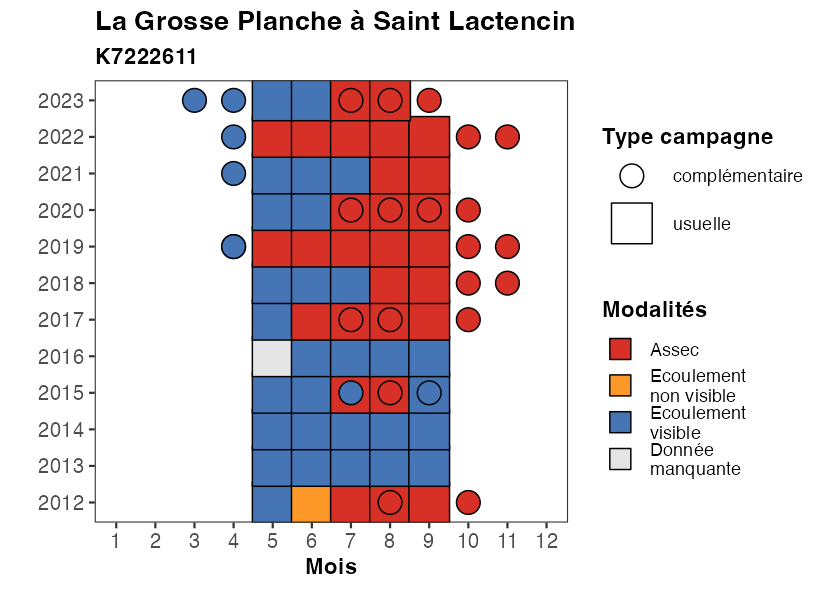 La Grosse Planche à Saint Lactencin
K7222611
2023
2022
2021
2020
2019
2018
2017
2016
2015
2014
2013
2012
1 2 3 4 5 6 7 8 9 10 11 12
Mois
Type campagne
complémentaire
usuelle
Modalités
Assec
Ecoulement
non visible
Ecoulement
visible
Donnée
manquante